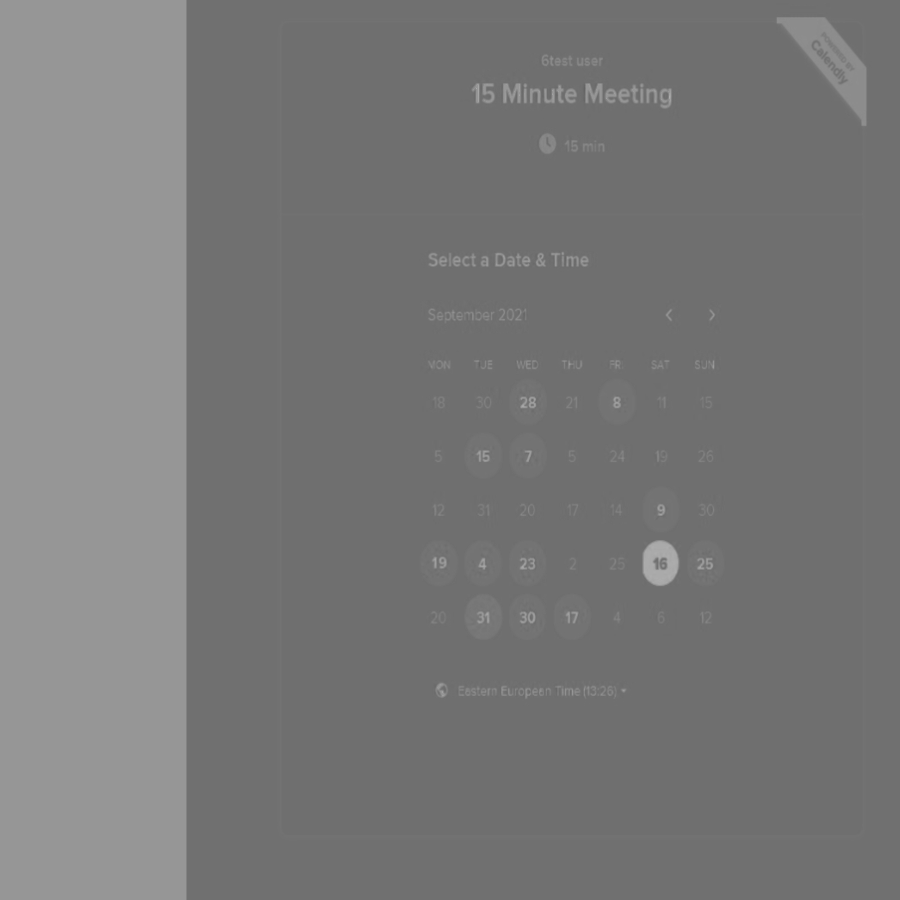 6test user
15 Minute Meeting
15 min
POWERED BY
Calendly
Select a Date & Time
September 2021
MON TUE WED THU FRI SAT SUN
18 30 28 21 8 11 15
5 15 7 5 24 19 26
12 31 20 17 14 9 30
19 4 23 2 25 16 25
20 31 30 17 4 6 12
Eastern European Time (13:26)